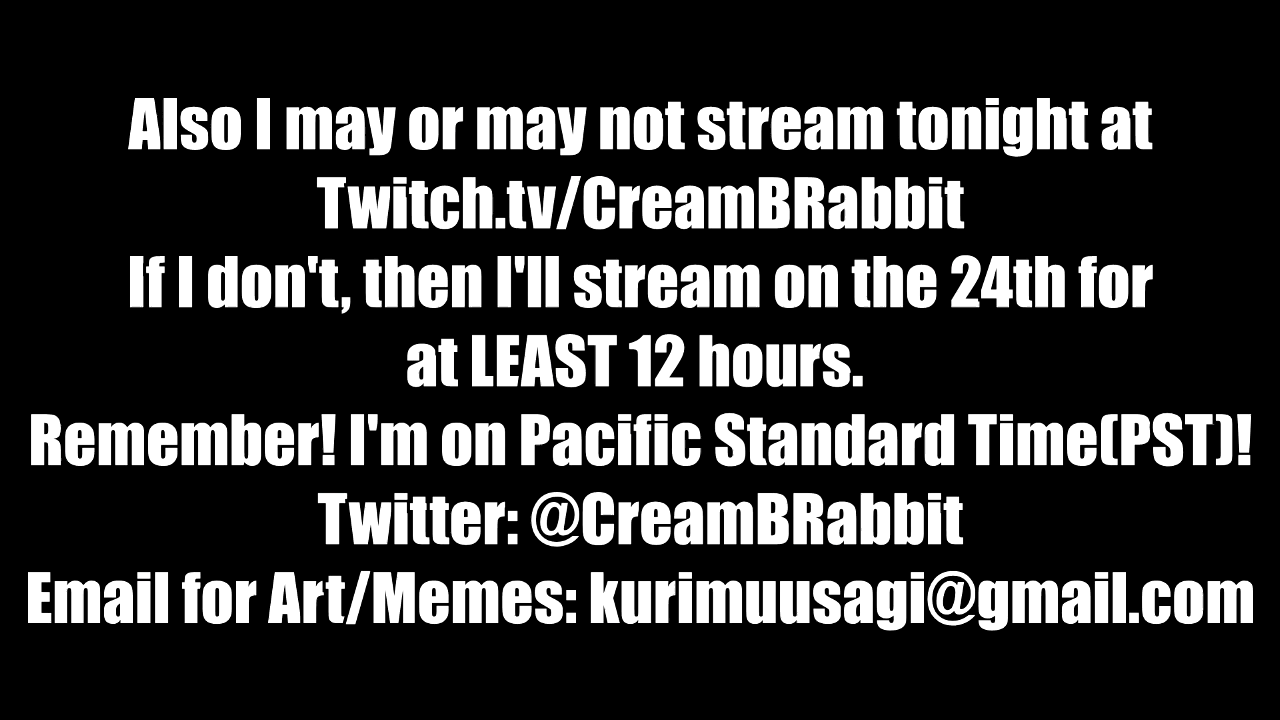 Also I may or may not stream tonight at
Twitch.tv/CreamBRabbit
If I don't, then I'll stream on the 24th for
at LEAST 12 hours.
Remember! I'm on Pacific Standard Time(PST)!
Twitter: @CreamBRabbit
Email for Art/Memes: kurimuusagi@gmail.com